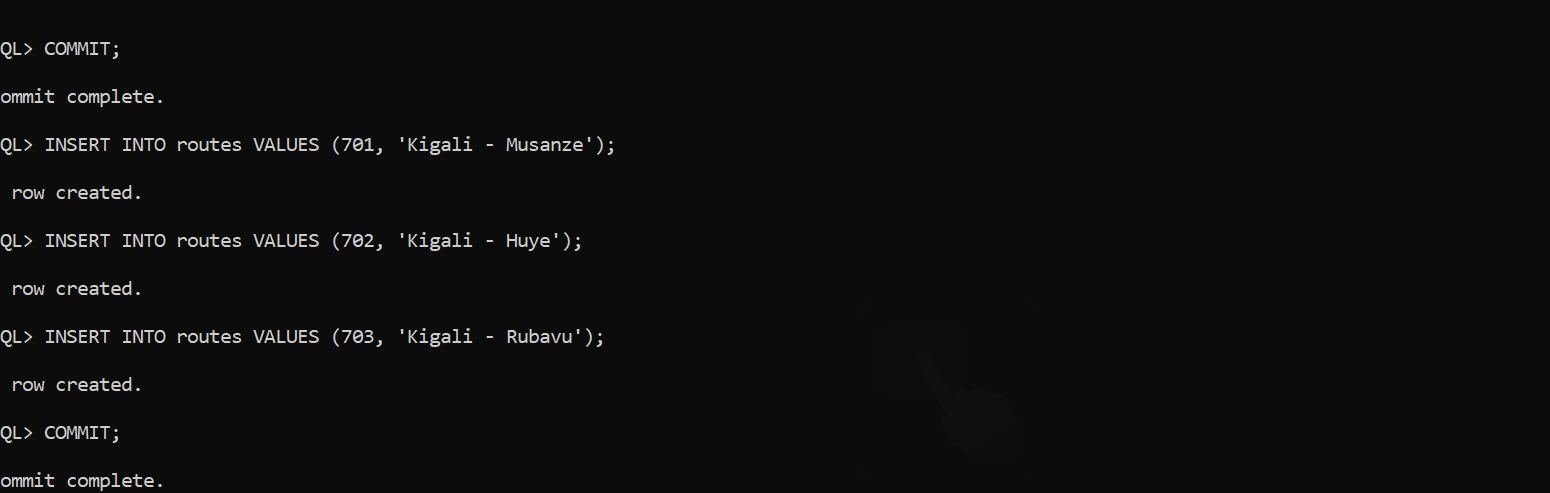 QL> COMMIT;
ommit complete.
QL> INSERT INTO routes VALUES (701, 'Kigali - Musanze');
row created.
QL> INSERT INTO routes VALUES (702, 'Kigali - Huye');
row created.
QL> INSERT INTO routes VALUES (703, 'Kigali - Rubavu');
row created.
QL> COMMIT;
ommit complete.